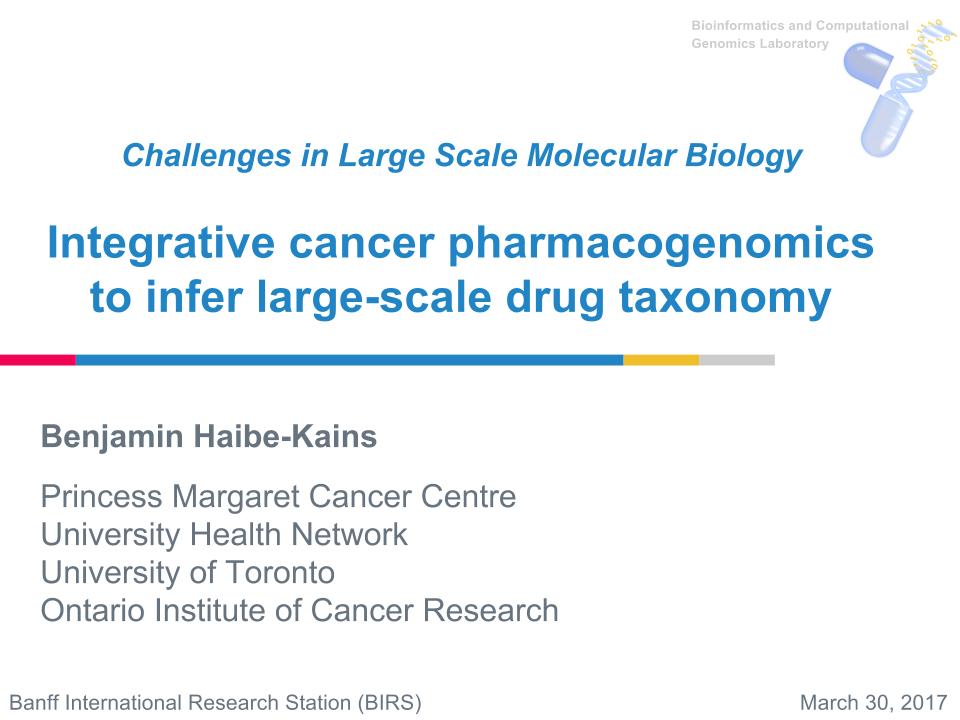 Bioinformatics and Computational
Genomics Laboratory
Challenges in Large Scale Molecular Biology
Integrative cancer pharmacogenomics
to infer large-scale drug taxonomy
Benjamin Haibe-Kains
Princess Margaret Cancer Centre
University Health Network
University of Toronto
Ontario Institute of Cancer Research
Banff International Research Station (BIRS)
March 30, 2017